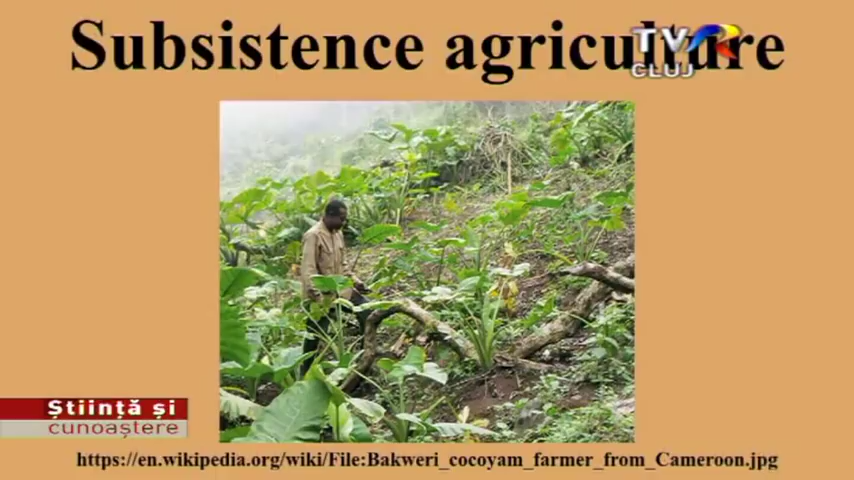 Subsistence agriculture
TVR
CLUJ
Știință și
cunoaștere
https://en.wikipedia.org/wiki/File:Bakweri_cocoyam_farmer_from_Cameroon.jpg